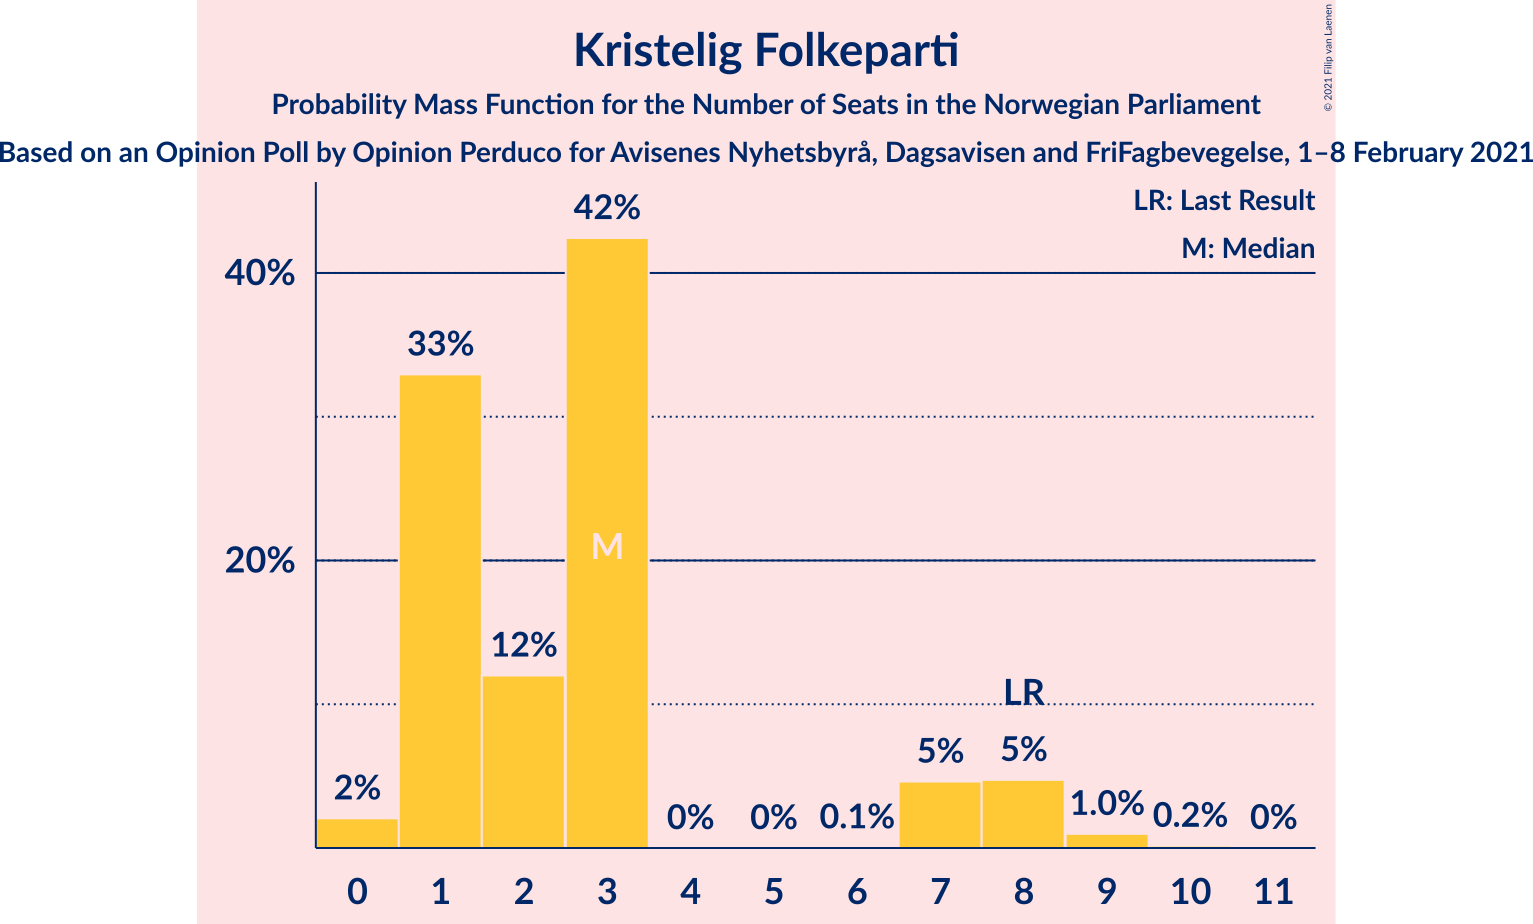 Kristelig Folkeparti
Probability Mass Function for the Number of Seats in the Norwegian Parliament
Based on an Opinion Poll by Opinion Perduco for Avisenes Nyhetsbyrå, Dagsavisen and FriFagbevegelse, 1–8 February 2021
© 2021 Filip van Laenen
LR: Last Result
M: Median
42%
40%
33%
M
20%
12%
LR
5% 5%
2%
1.0%
0% 0% 0.1% 0.2% 0%
0 1 2 3 4 5 6 7 8 9 10 11